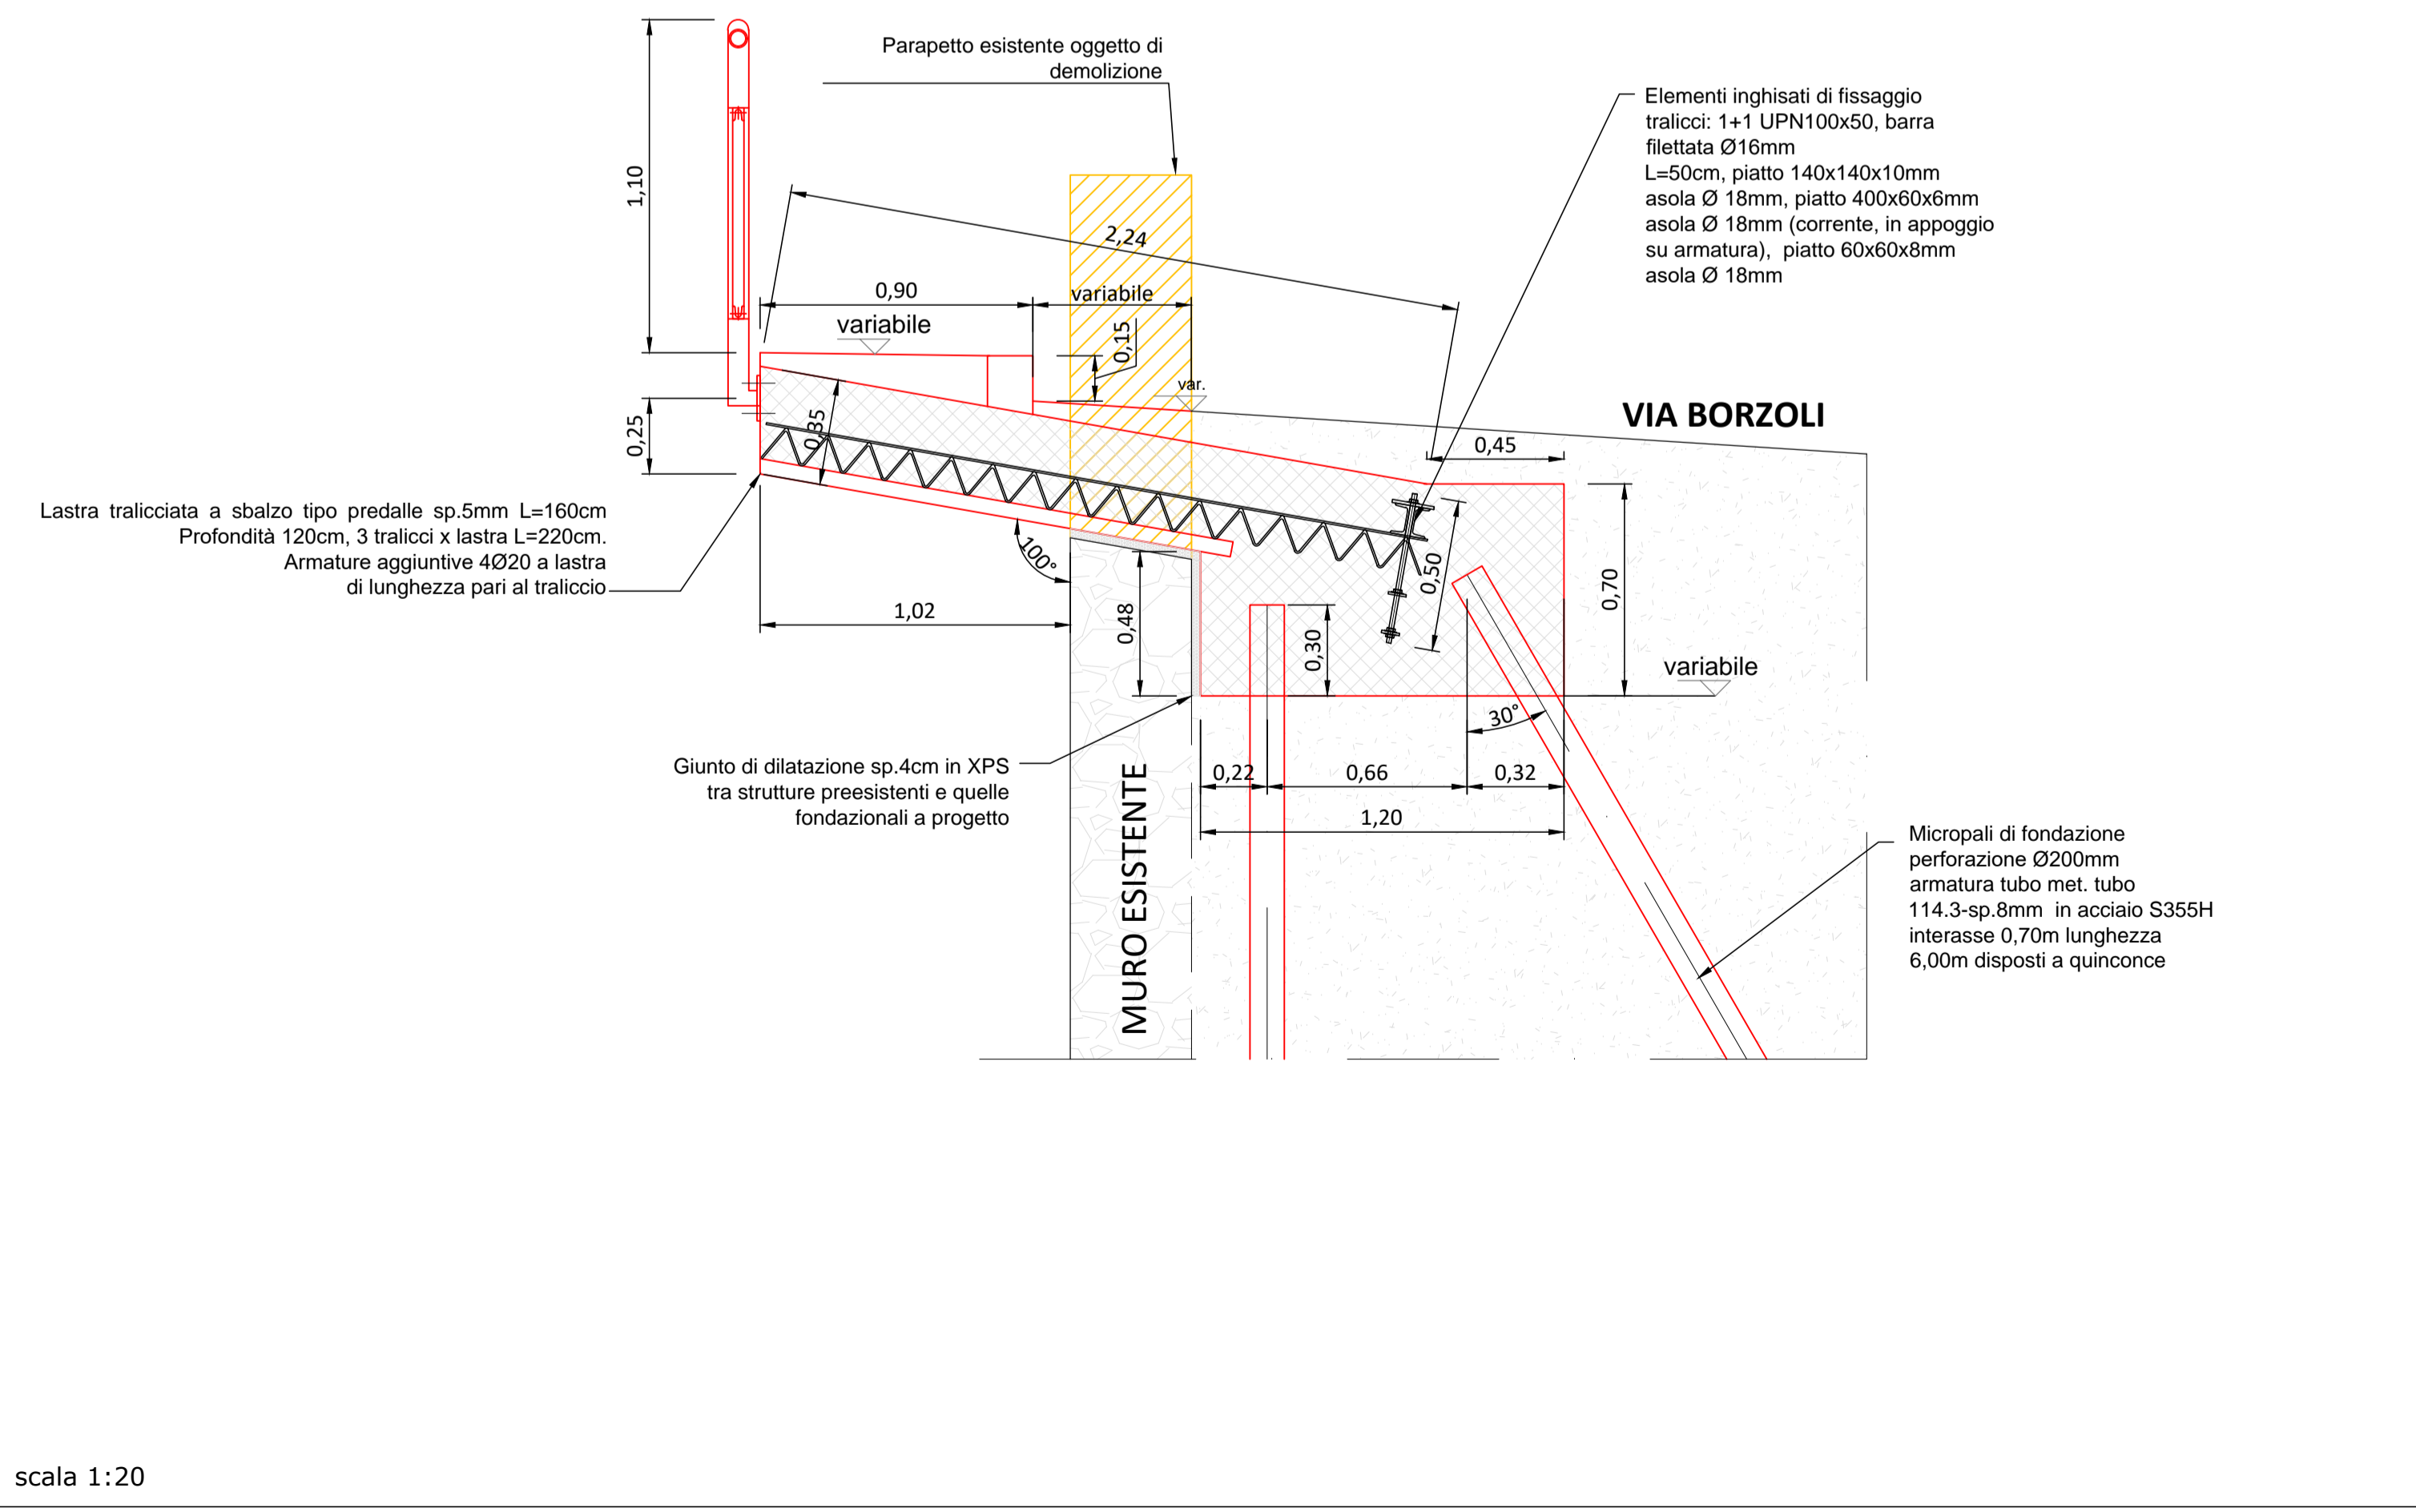 Parapetto esistente oggetto di
demolizione
Elementi inghisati di fissaggio
tralicci: 1+1 UPN100x50, barra
filettata Ø16mm
L=50cm, piatto 140x140x10mm
asola Ø 18mm, piatto 400x60x6mm
asola Ø 18mm (corrente, in appoggio
su armatura), piatto 60x60x8mm
asola Ø 18mm
1,10
2,24
0,90
variabile
variabile
0,15
var.
VIA BORZOLI
0,25
0,35
0,45
Lastra tralicciata a sbalzo tipo predalle sp.5mm L=160cm
Profondità 120cm, 3 tralicci x lastra L=220cm.
Armature aggiuntive 4Ø20 a lastra
di lunghezza pari al traliccio
100°
1,02
0,48
0,30
0,50
0,70
variabile
30°
Giunto di dilatazione sp.4cm in XPS
tra strutture preesistenti e quelle
fondazionali a progetto
MURO ESISTENTE
0,22
0,66
0,32
1,20
Micropali di fondazione
perforazione Ø200mm
armatura tubo met. tubo
114.3-sp.8mm in acciaio S355H
interasse 0,70m lunghezza
6,00m disposti a quinconce
scala 1:20